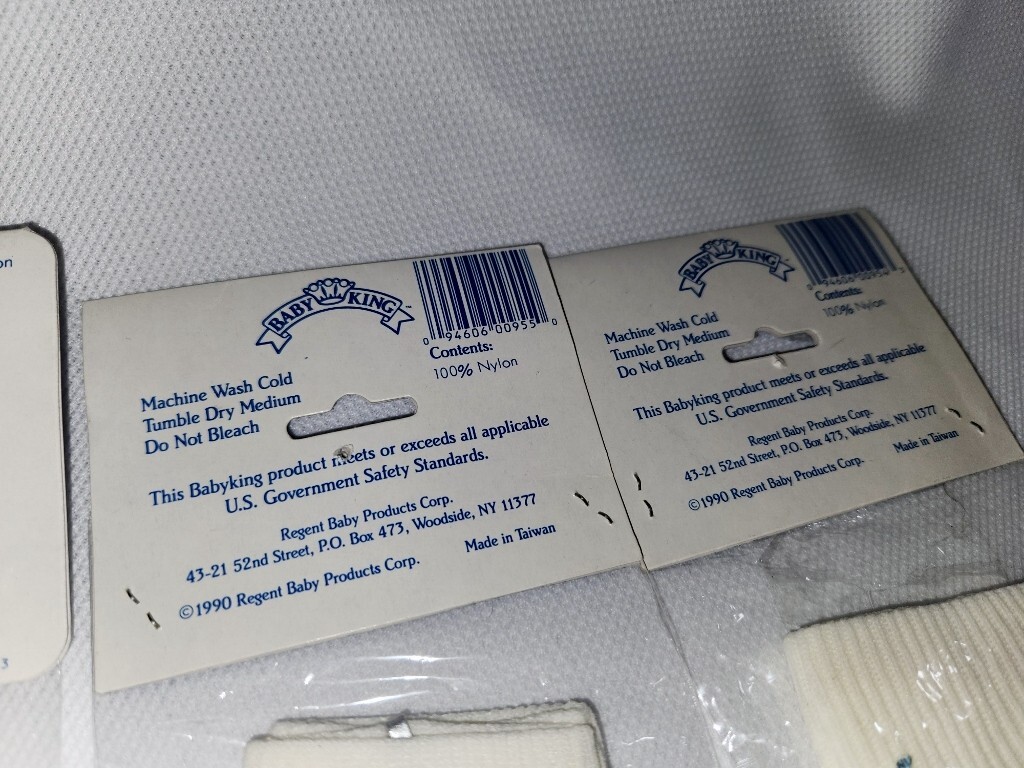 on
3
BABY KING™
0 94606 00955 0
Contents:
100% Nylon
Machine Wash Cold
Tumble Dry Medium
Do Not Bleach
This Babyking product meets or exceeds all applicable
U.S. Government Safety Standards.
Regent Baby Products Corp.
43-21 52nd Street, P.O. Box 473, Woodside, NY 11377
Made in Taiwan
©1990 Regent Baby Products Corp.
BABY KING™
Contents:
100% Nylon
Machine Wash Cold
Tumble Dry Medium
Do Not Bleach
This Babyking product meets or exceeds all applicable
U.S. Government Safety Standards.
Regent Baby Products Corp.
43-21 52nd Street, P.O. Box 473, Woodside, NY 11377
Made in Taiwan
©1990 Regent Baby Products Corp.